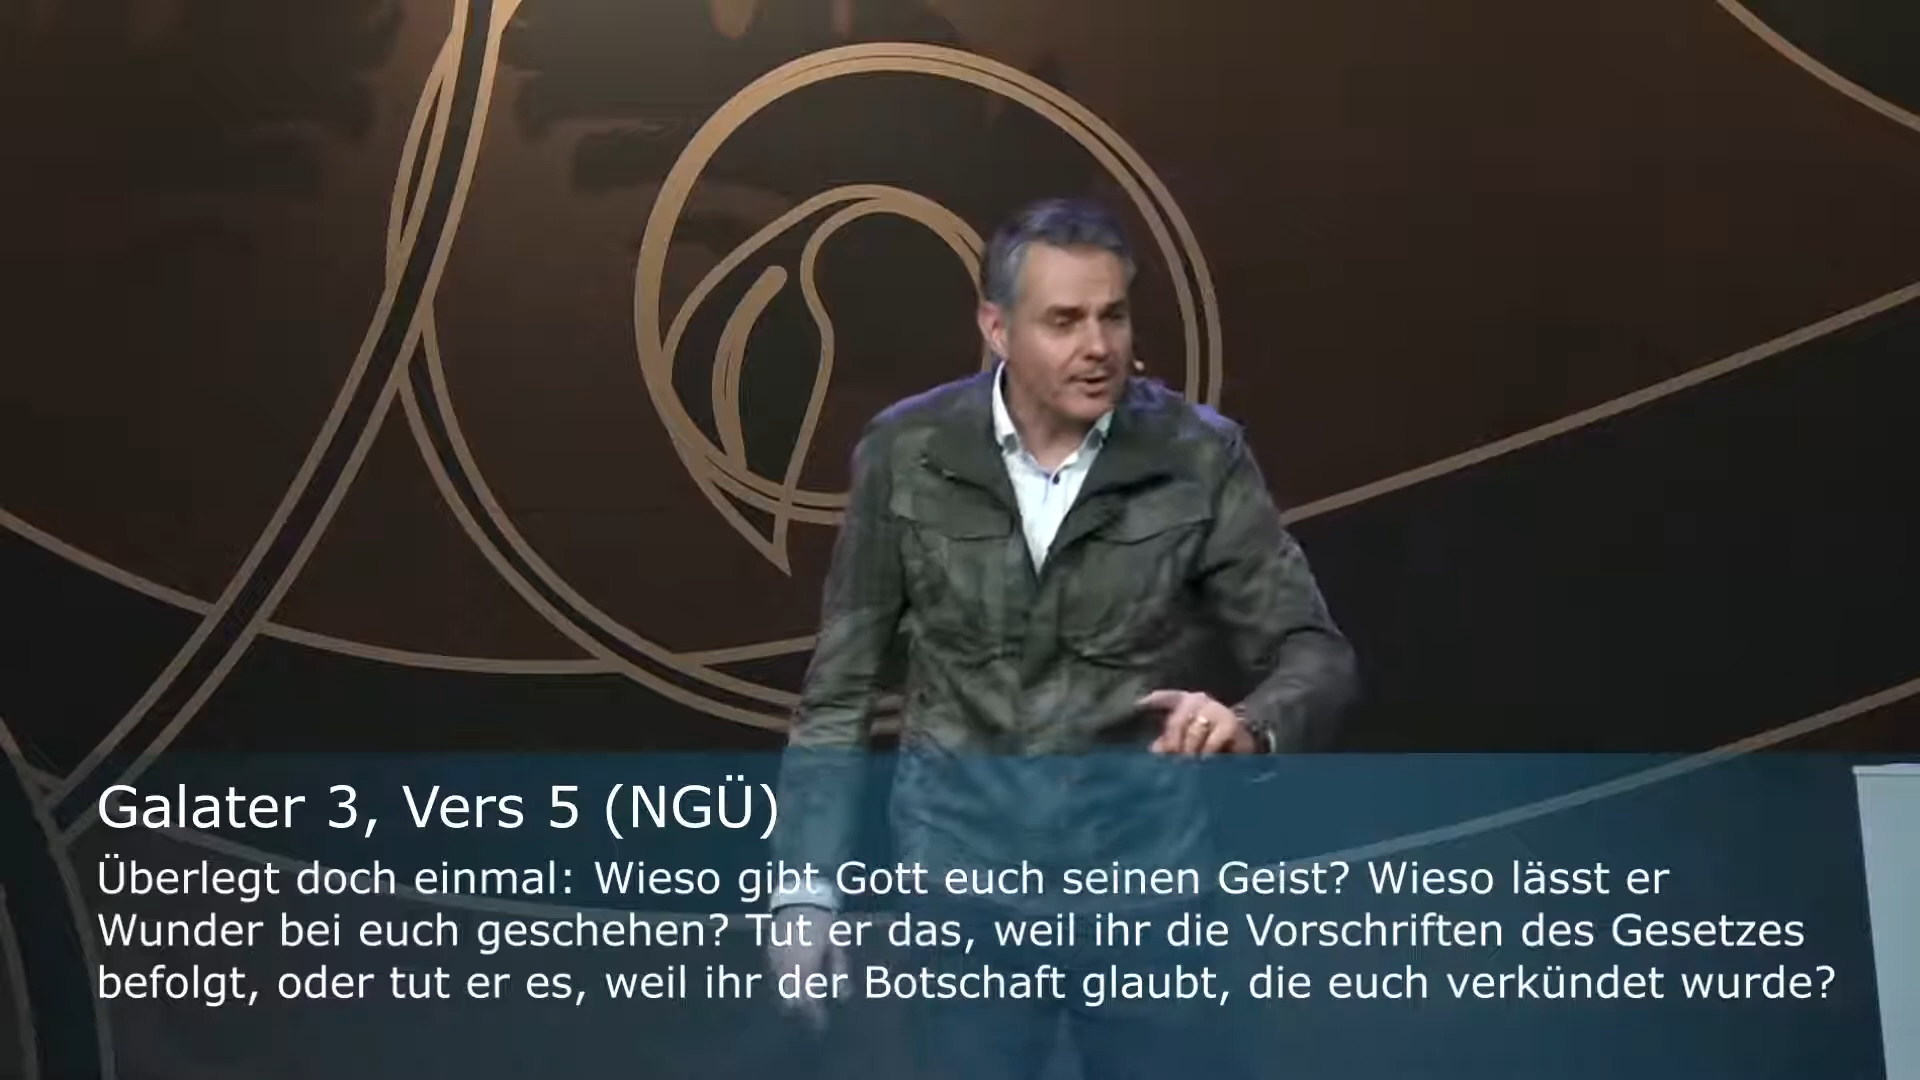 Galater 3, Vers 5 (NGÜ)
Überlegt doch einmal: Wieso gibt Gott euch seinen Geist? Wieso lässt er
Wunder bei euch geschehen? Tut er das, weil ihr die Vorschriften des Gesetzes
befolgt, oder tut er es, weil ihr der Botschaft glaubt, die euch verkündet wurde?